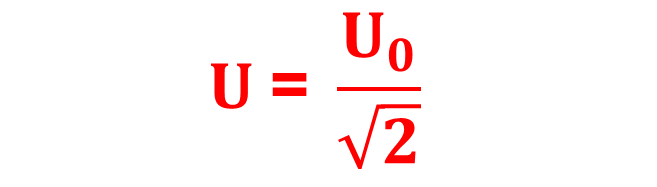 U = U₀/√2